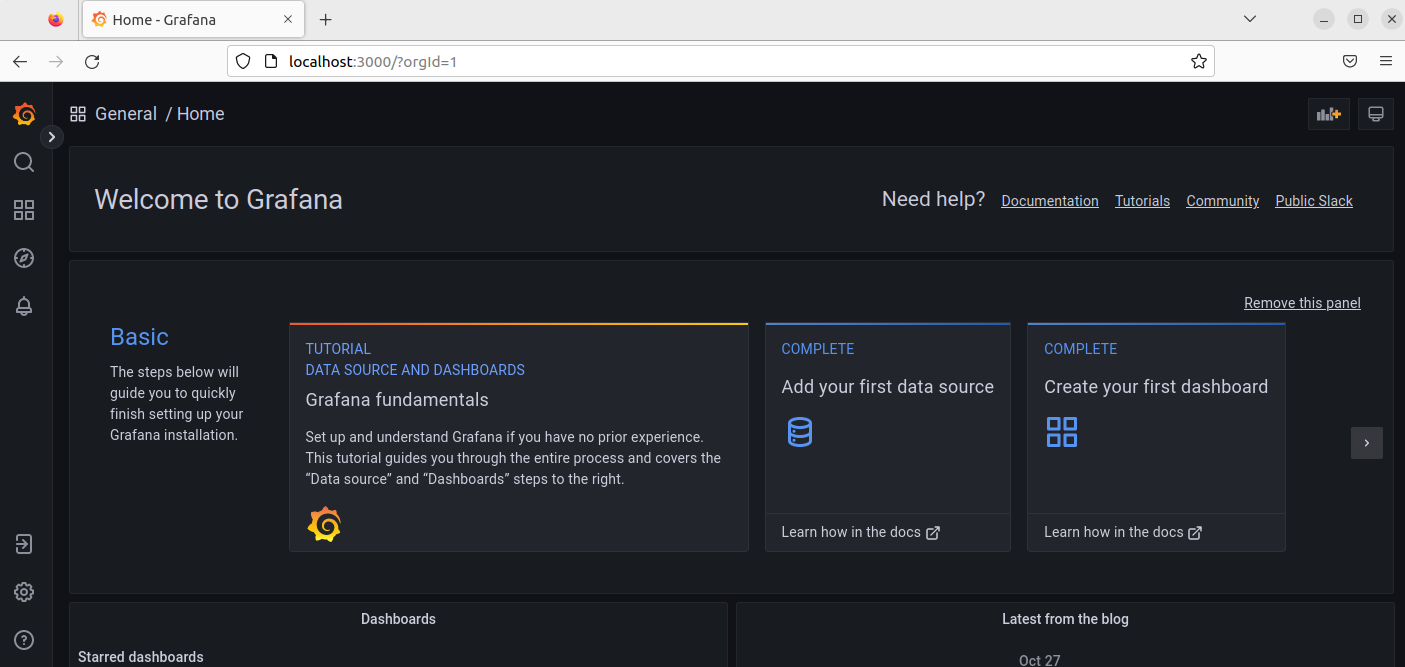 Home - Grafana
localhost:3000/?orgId=1
General / Home
Welcome to Grafana
Need help? Documentation Tutorials Community Public Slack
Remove this panel
Basic
The steps below will
guide you to quickly
finish setting up your
Grafana installation.
TUTORIAL
DATA SOURCE AND DASHBOARDS
Grafana fundamentals
Set up and understand Grafana if you have no prior experience.
This tutorial guides you through the entire process and covers the
“Data source” and “Dashboards” steps to the right.
COMPLETE
Add your first data source
Learn how in the docs
COMPLETE
Create your first dashboard
Learn how in the docs
Dashboards
Starred dashboards
Latest from the blog
Oct 27